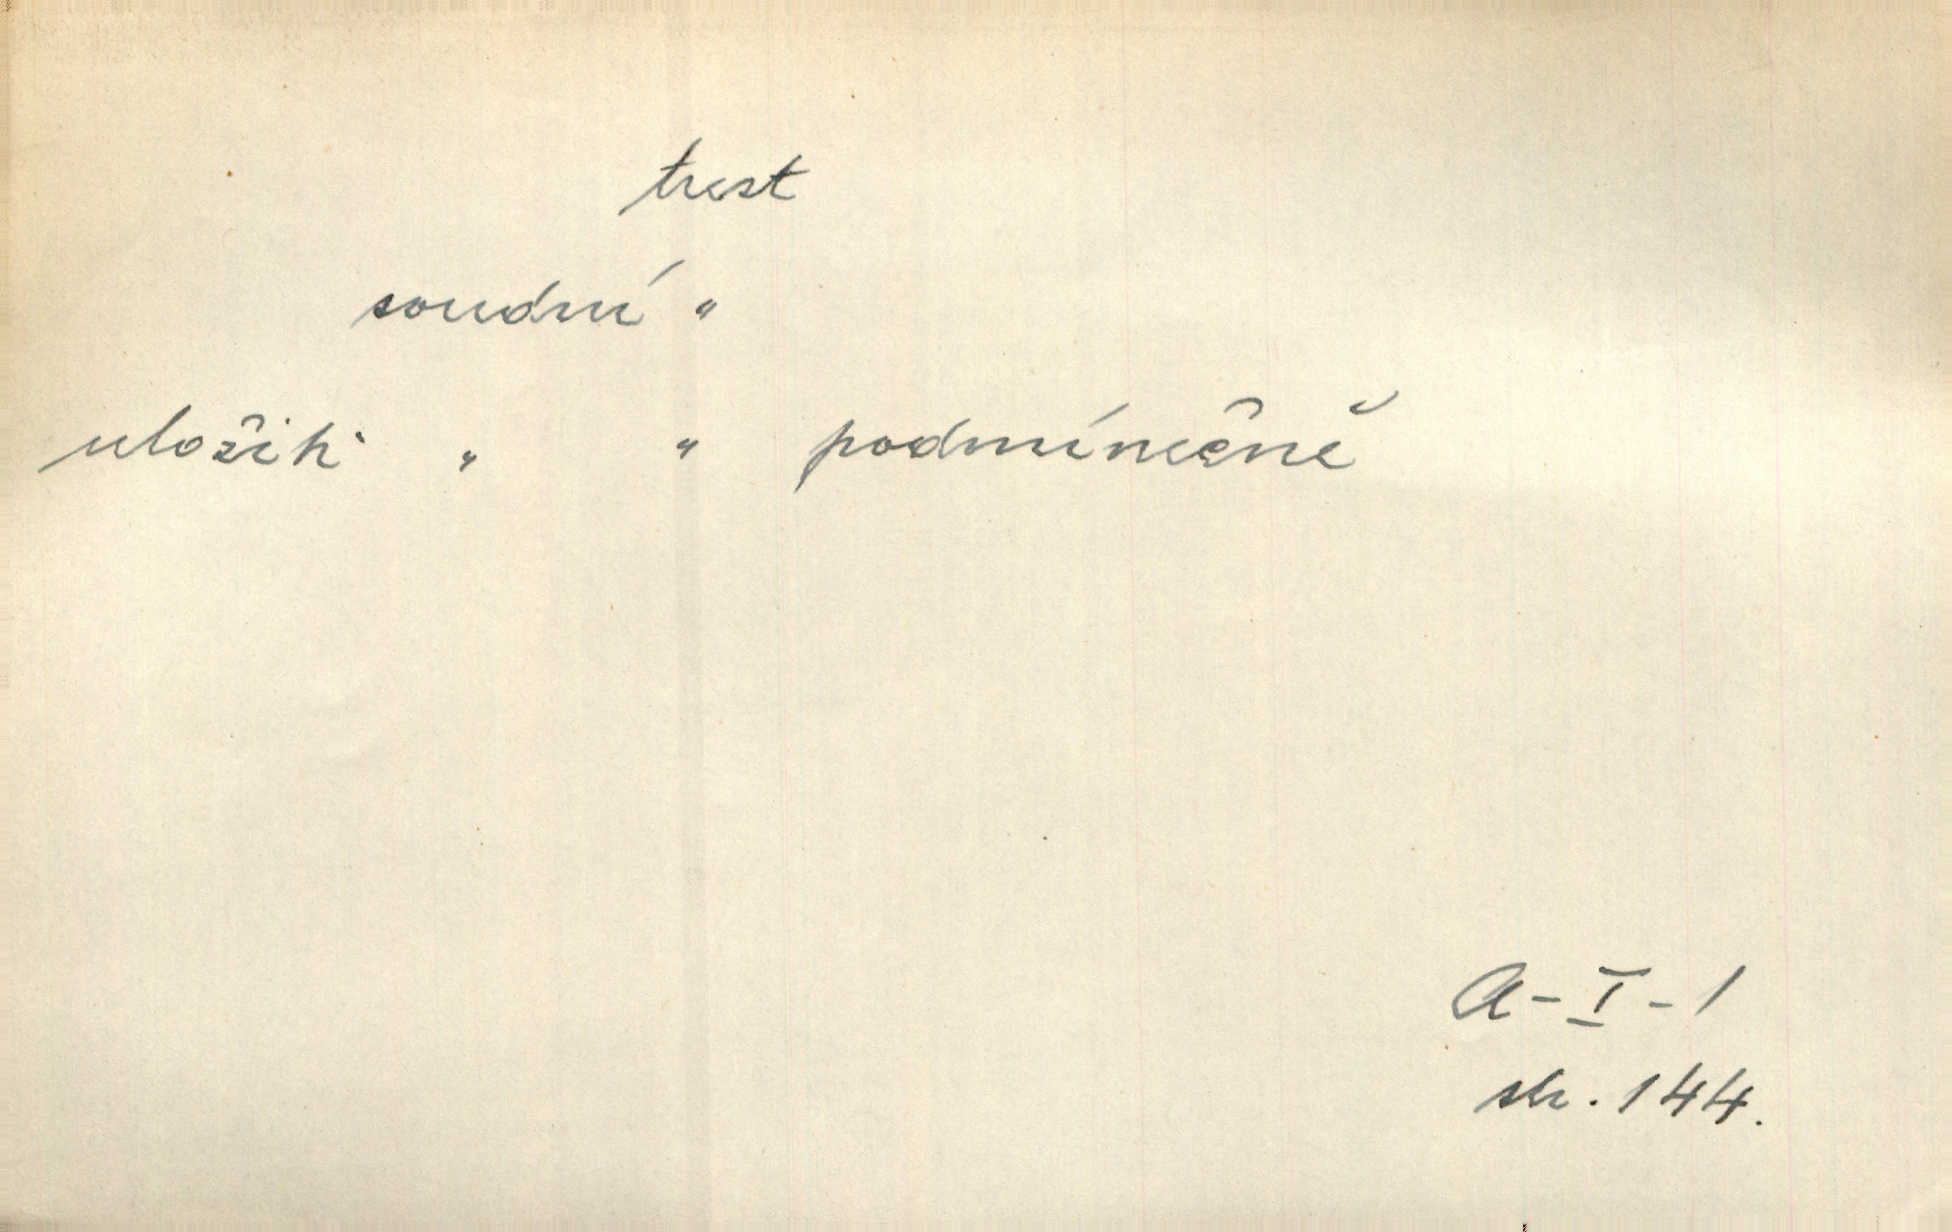 trest
soudní "
uložiti " " podmínečně
A-I-1
str. 144.